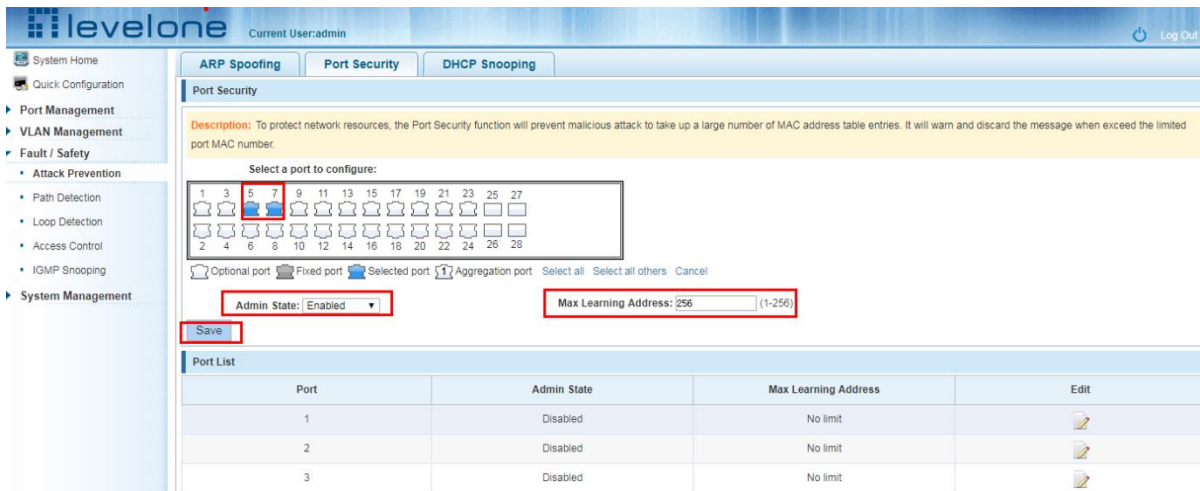 levelone Current User:admin Log Out
System Home
Quick Configuration
Port Management
VLAN Management
Fault / Safety
Attack Prevention
Path Detection
Loop Detection
Access Control
IGMP Snooping
System Management
ARP Spoofing Port Security DHCP Snooping
Port Security
Description: To protect network resources, the Port Security function will prevent malicious attack to take up a large number of MAC address table entries. It will warn and discard the message when exceed the limited
port MAC number.
Select a port to configure:
1 3 5 7 9 11 13 15 17 19 21 23 25 27
2 4 6 8 10 12 14 16 18 20 22 24 26 28
Optional port Fixed port Selected port 1 Aggregation port Select all Select all others Cancel
Admin State: Enabled Max Learning Address: 256 (1-256)
Save
Port List
Port Admin State Max Learning Address Edit
1 Disabled No limit
2 Disabled No limit
3 Disabled No limit